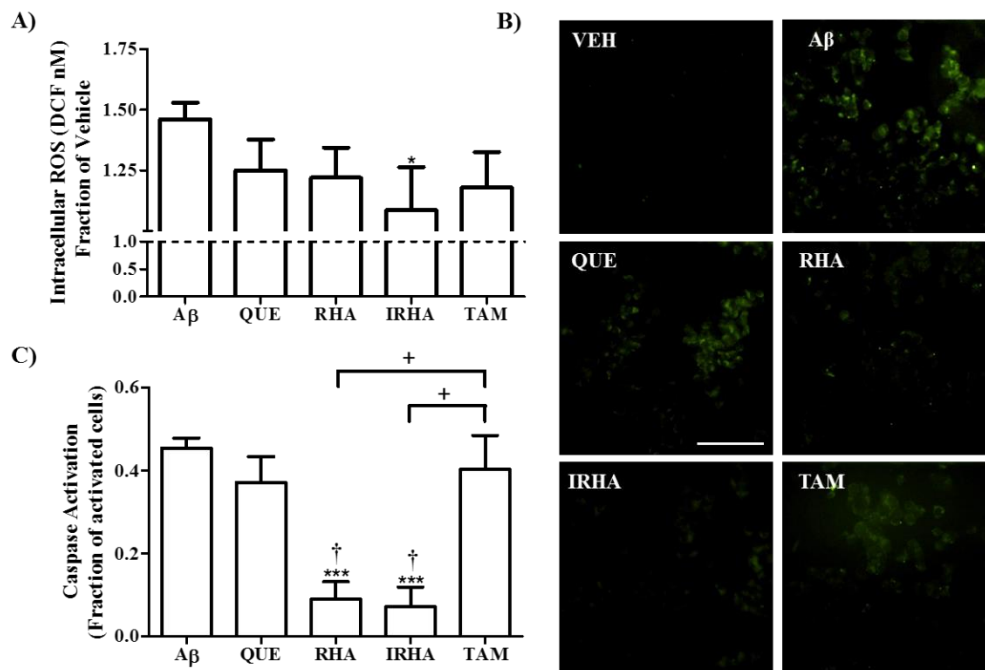 A)
Intracellular ROS (DCF nM)
Fraction of Vehicle
1.75
1.50
1.25
1.0
0.5
0.0
*
Aβ QUE RHA IRHA TAM
B)
VEH
Aβ
QUE
RHA
IRHA
TAM
C)
Caspase Activation
(Fraction of activated cells)
0.6
0.4
0.2
0.0
+
+
† †
*** ***
Aβ QUE RHA IRHA TAM